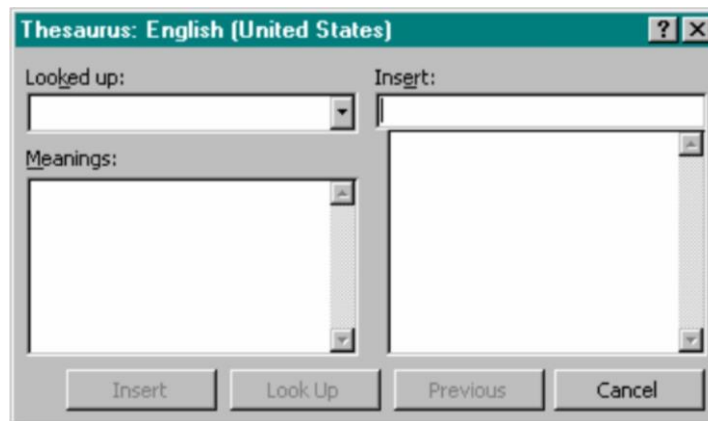 Thesaurus: English (United States)
Looked up:
Insert:
Meanings:
Insert
Look Up
Previous
Cancel